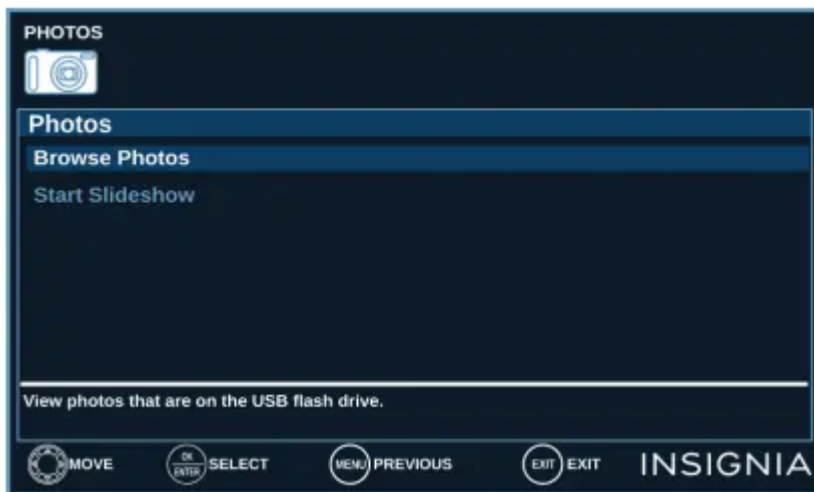 PHOTOS
Photos
Browse Photos
Start Slideshow
View photos that are on the USB flash drive.
MOVE OK ENTER SELECT MENU PREVIOUS EXIT EXIT INSIGNIA